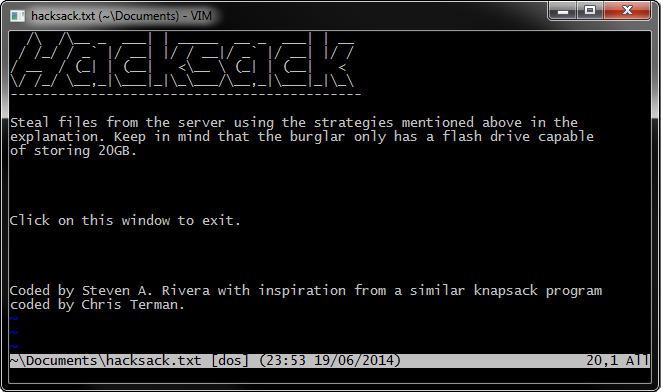 hacksack.txt (~\Documents) - VIM
Hacksack
Steal files from the server using the strategies mentioned above in the
explanation. Keep in mind that the burglar only has a flash drive capable
of storing 20GB.
Click on this window to exit.
Coded by Steven A. Rivera with inspiration from a similar knapsack program
coded by Chris Terman.
~
~
~
~\Documents\hacksack.txt [dos] (23:53 19/06/2014) 20,1 All